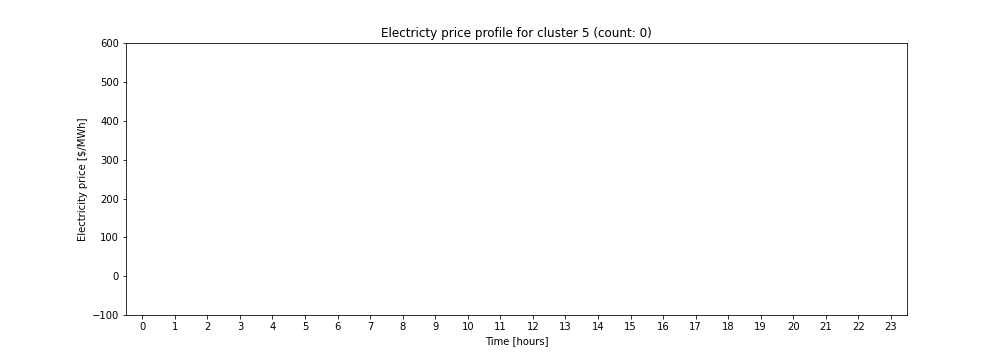 Electricty price profile for cluster 5 (count: 0)
600
500
400
300
200
100
0
−100
Electricity price [$/MWh]
0 1 2 3 4 5 6 7 8 9 10 11 12 13 14 15 16 17 18 19 20 21 22 23
Time [hours]